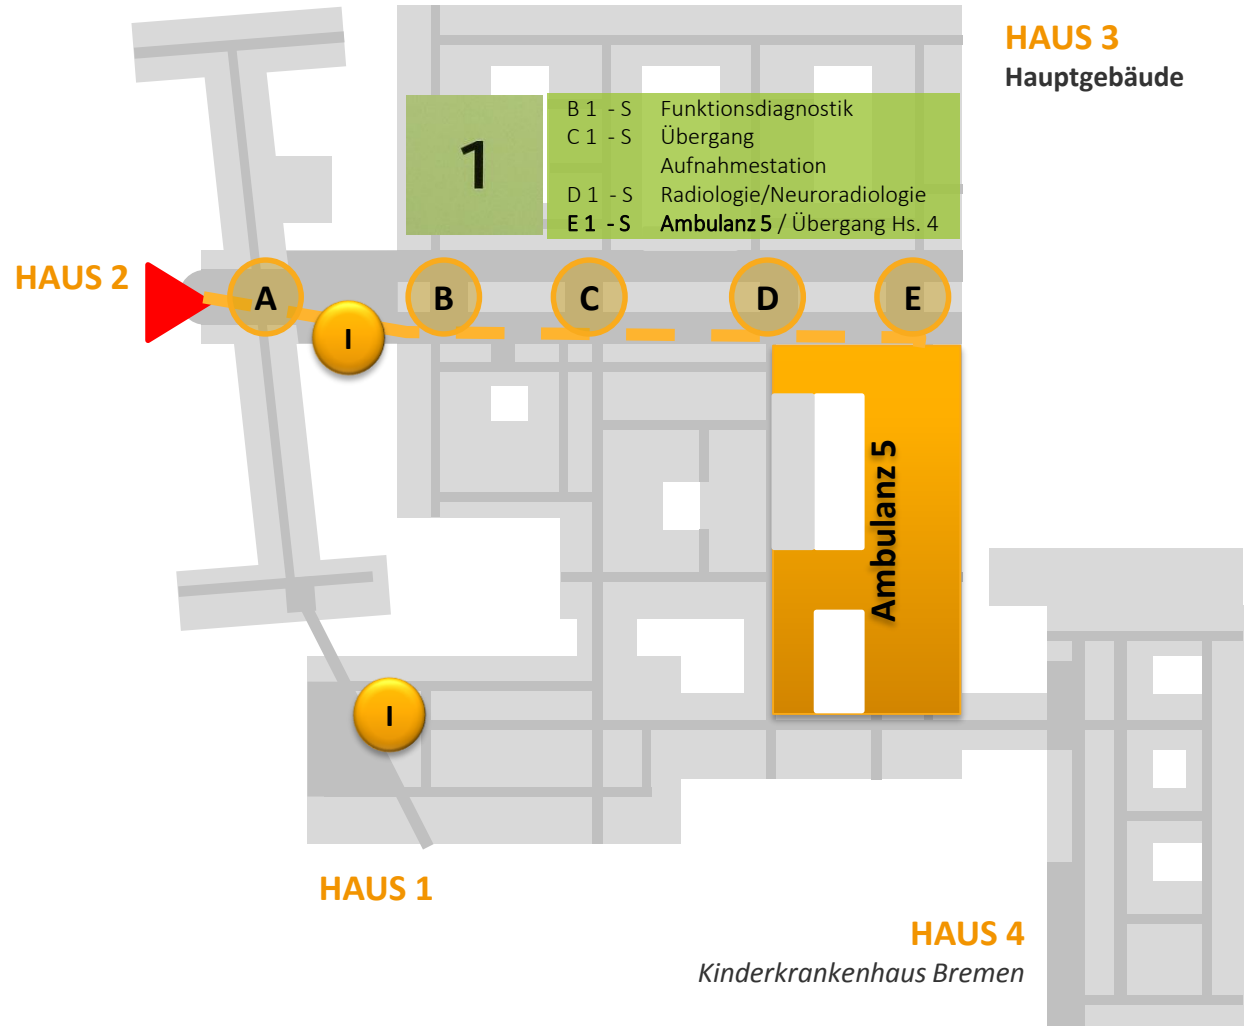 HAUS 3
Hauptgebäude
1
B 1 - S Funktionsdiagnostik
C 1 - S Übergang
Aufnahmestation
D 1 - S Radiologie/Neuroradiologie
E 1 - S Ambulanz 5 / Übergang Hs. 4
HAUS 2
A
B
C
D
E
I
Ambulanz 5
I
HAUS 1
HAUS 4
Kinderkrankenhaus Bremen